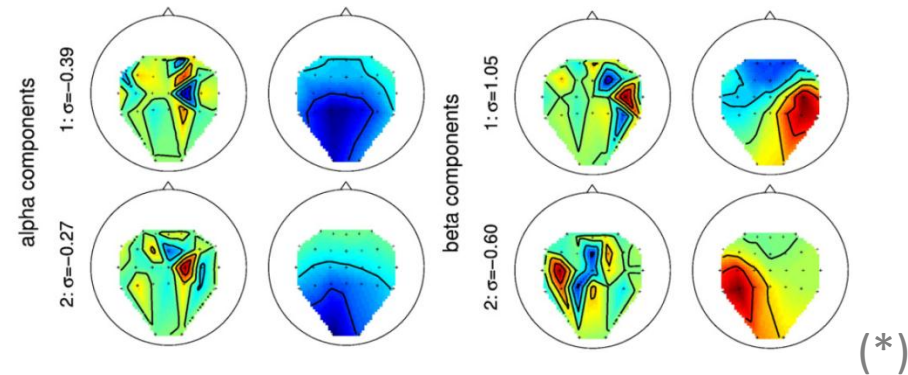 alpha components
1: σ=−0.39
2: σ=−0.27
beta components
1: σ=1.05
2: σ=−0.60
(*)